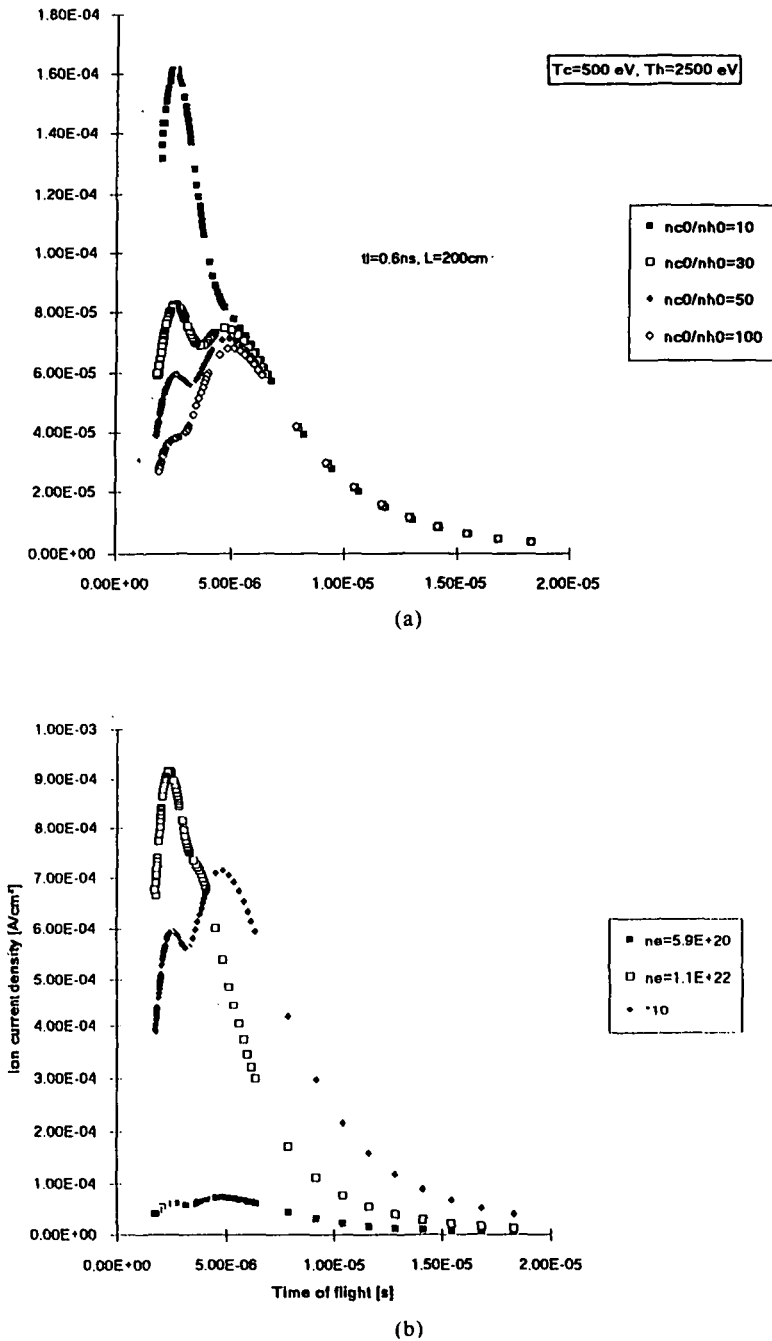 1.80E-04
1.60E-04
1.40E-04
1.20E-04
1.00E-04
8.00E-05
6.00E-05
4.00E-05
2.00E-05
0.00E+00
Tc=500 eV, Th=2500 eV
tl=0.6ns, L=200cm
nc0/nh0=10
nc0/nh0=30
nc0/nh0=50
nc0/nh0=100
0.00E+00 5.00E-06 1.00E-05 1.50E-05 2.00E-05
(a)
1.00E-03
9.00E-04
8.00E-04
7.00E-04
6.00E-04
5.00E-04
4.00E-04
3.00E-04
2.00E-04
1.00E-04
0.00E+00
Ion current density [A/cm²]
ne=5.9E+20
ne=1.1E+22
*10
0.00E+00 5.00E-06 1.00E-05 1.50E-05 2.00E-05
Time of flight [s]
(b)